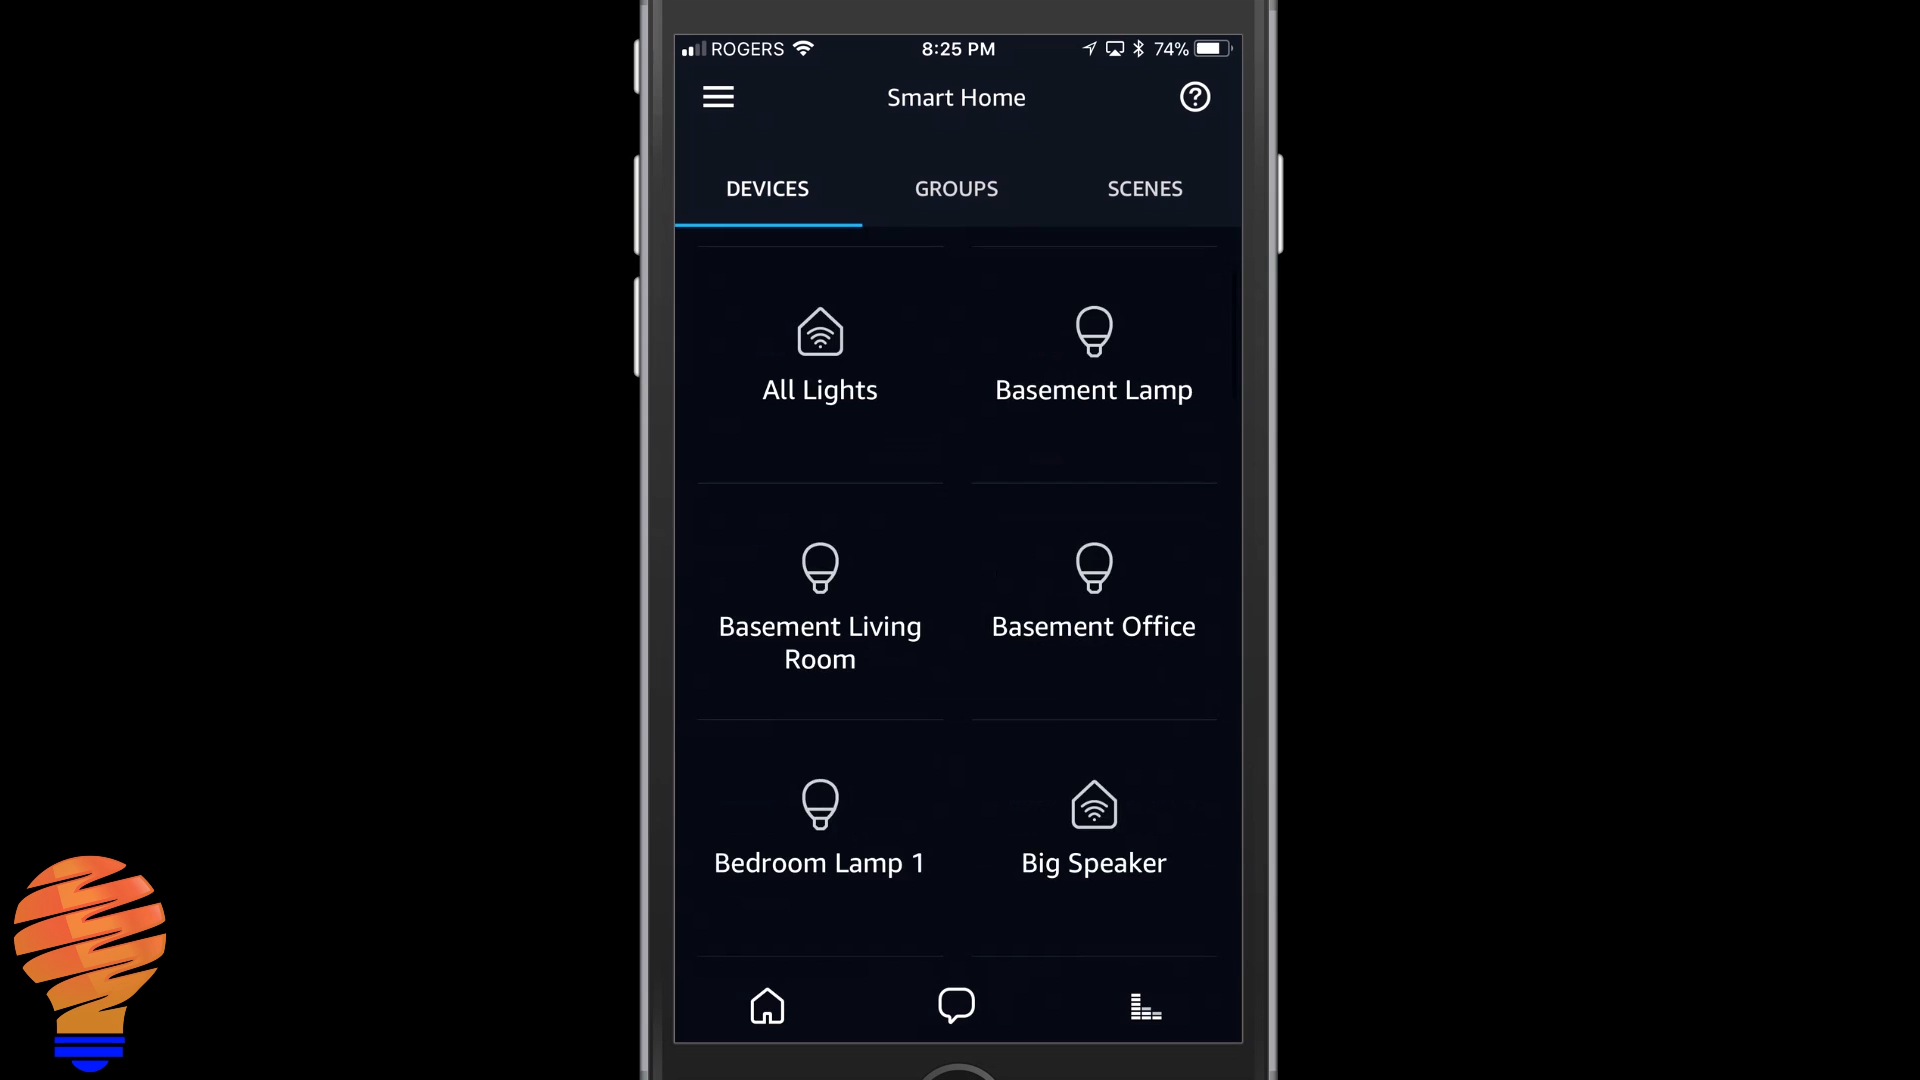 ROGERS 8:25 PM 74%
Smart Home
DEVICES GROUPS SCENES
All Lights
Basement Lamp
Basement Living
Room
Basement Office
Bedroom Lamp 1
Big Speaker